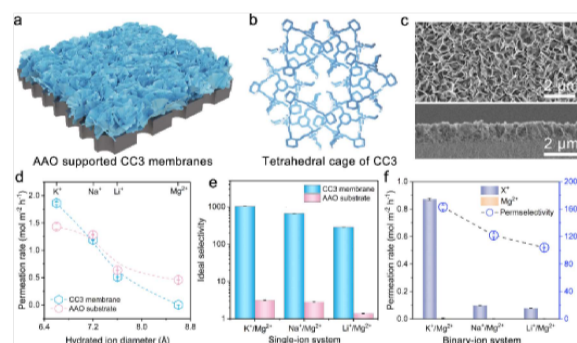 a
AAO supported CC3 membranes
b
Tetrahedral cage of CC3
c
2 μm
2 μm
d
K⁺ Na⁺ Li⁺ Mg²⁺
Permeation rate (mol m⁻² h⁻¹)
2.0
1.5
1.0
0.5
0.0
CC3 membrane
AAO substrate
6.4 7.2 8.0 8.8
Hydrated ion diameter (Å)
e
CC3 membrane
AAO substrate
Ideal selectivity
1000
100
10
1
K⁺/Mg²⁺ Na⁺/Mg²⁺ Li⁺/Mg²⁺
Single-ion system
f
X⁺
Mg²⁺
Permselectivity
Permeation rate (mol m⁻² h⁻¹)
1.0
0.8
0.6
0.4
0.2
0.0
200
160
120
80
40
0
K⁺/Mg²⁺ Na⁺/Mg²⁺ Li⁺/Mg²⁺
Binary-ion system